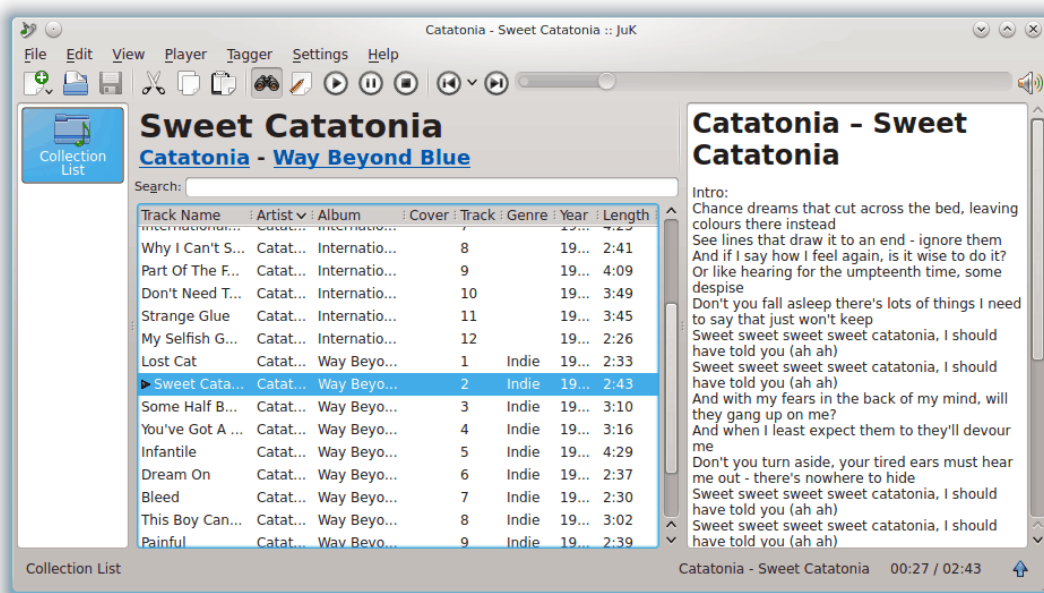 Catatonia - Sweet Catatonia :: JuK
File Edit View Player Tagger Settings Help
Collection List
Sweet Catatonia
Catatonia - Way Beyond Blue
Search:
Track Name Artist Album Cover Track Genre Year Length
International... Catat... Internatio... 7 19... 4:23
Why I Can't S... Catat... Internatio... 8 19... 2:41
Part Of The F... Catat... Internatio... 9 19... 4:09
Don't Need T... Catat... Internatio... 10 19... 3:49
Strange Glue Catat... Internatio... 11 19... 3:45
My Selfish G... Catat... Internatio... 12 19... 2:26
Lost Cat Catat... Way Beyo... 1 Indie 19... 2:33
Sweet Cata... Catat... Way Beyo... 2 Indie 19... 2:43
Some Half B... Catat... Way Beyo... 3 Indie 19... 3:10
You've Got A ... Catat... Way Beyo... 4 Indie 19... 3:16
Infantile Catat... Way Beyo... 5 Indie 19... 4:29
Dream On Catat... Way Beyo... 6 Indie 19... 2:37
Bleed Catat... Way Beyo... 7 Indie 19... 2:30
This Boy Can... Catat... Way Beyo... 8 Indie 19... 3:02
Painful Catat... Way Beyo... 9 Indie 19... 2:39
Catatonia – Sweet
Catatonia
Intro:
Chance dreams that cut across the bed, leaving
colours there instead
See lines that draw it to an end - ignore them
And if I say how I feel again, is it wise to do it?
Or like hearing for the umpteenth time, some
despise
Don't you fall asleep there's lots of things I need
to say that just won't keep
Sweet sweet sweet sweet catatonia, I should
have told you (ah ah)
Sweet sweet sweet sweet catatonia, I should
have told you (ah ah)
And with my fears in the back of my mind, will
they gang up on me?
And when I least expect them to they'll devour
me
Don't you turn aside, your tired ears must hear
me out - there's nowhere to hide
Sweet sweet sweet sweet catatonia, I should
have told you (ah ah)
Sweet sweet sweet sweet catatonia, I should
have told you (ah ah)
Collection List
Catatonia - Sweet Catatonia 00:27 / 02:43